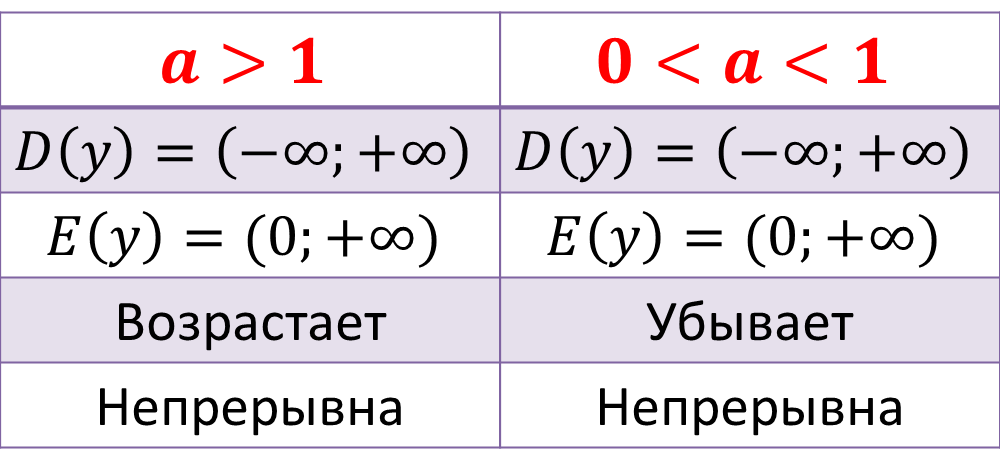 a > 1
0 < a < 1
D(y) = (−∞; +∞)
D(y) = (−∞; +∞)
E(y) = (0; +∞)
E(y) = (0; +∞)
Возрастает
Убывает
Непрерывна
Непрерывна